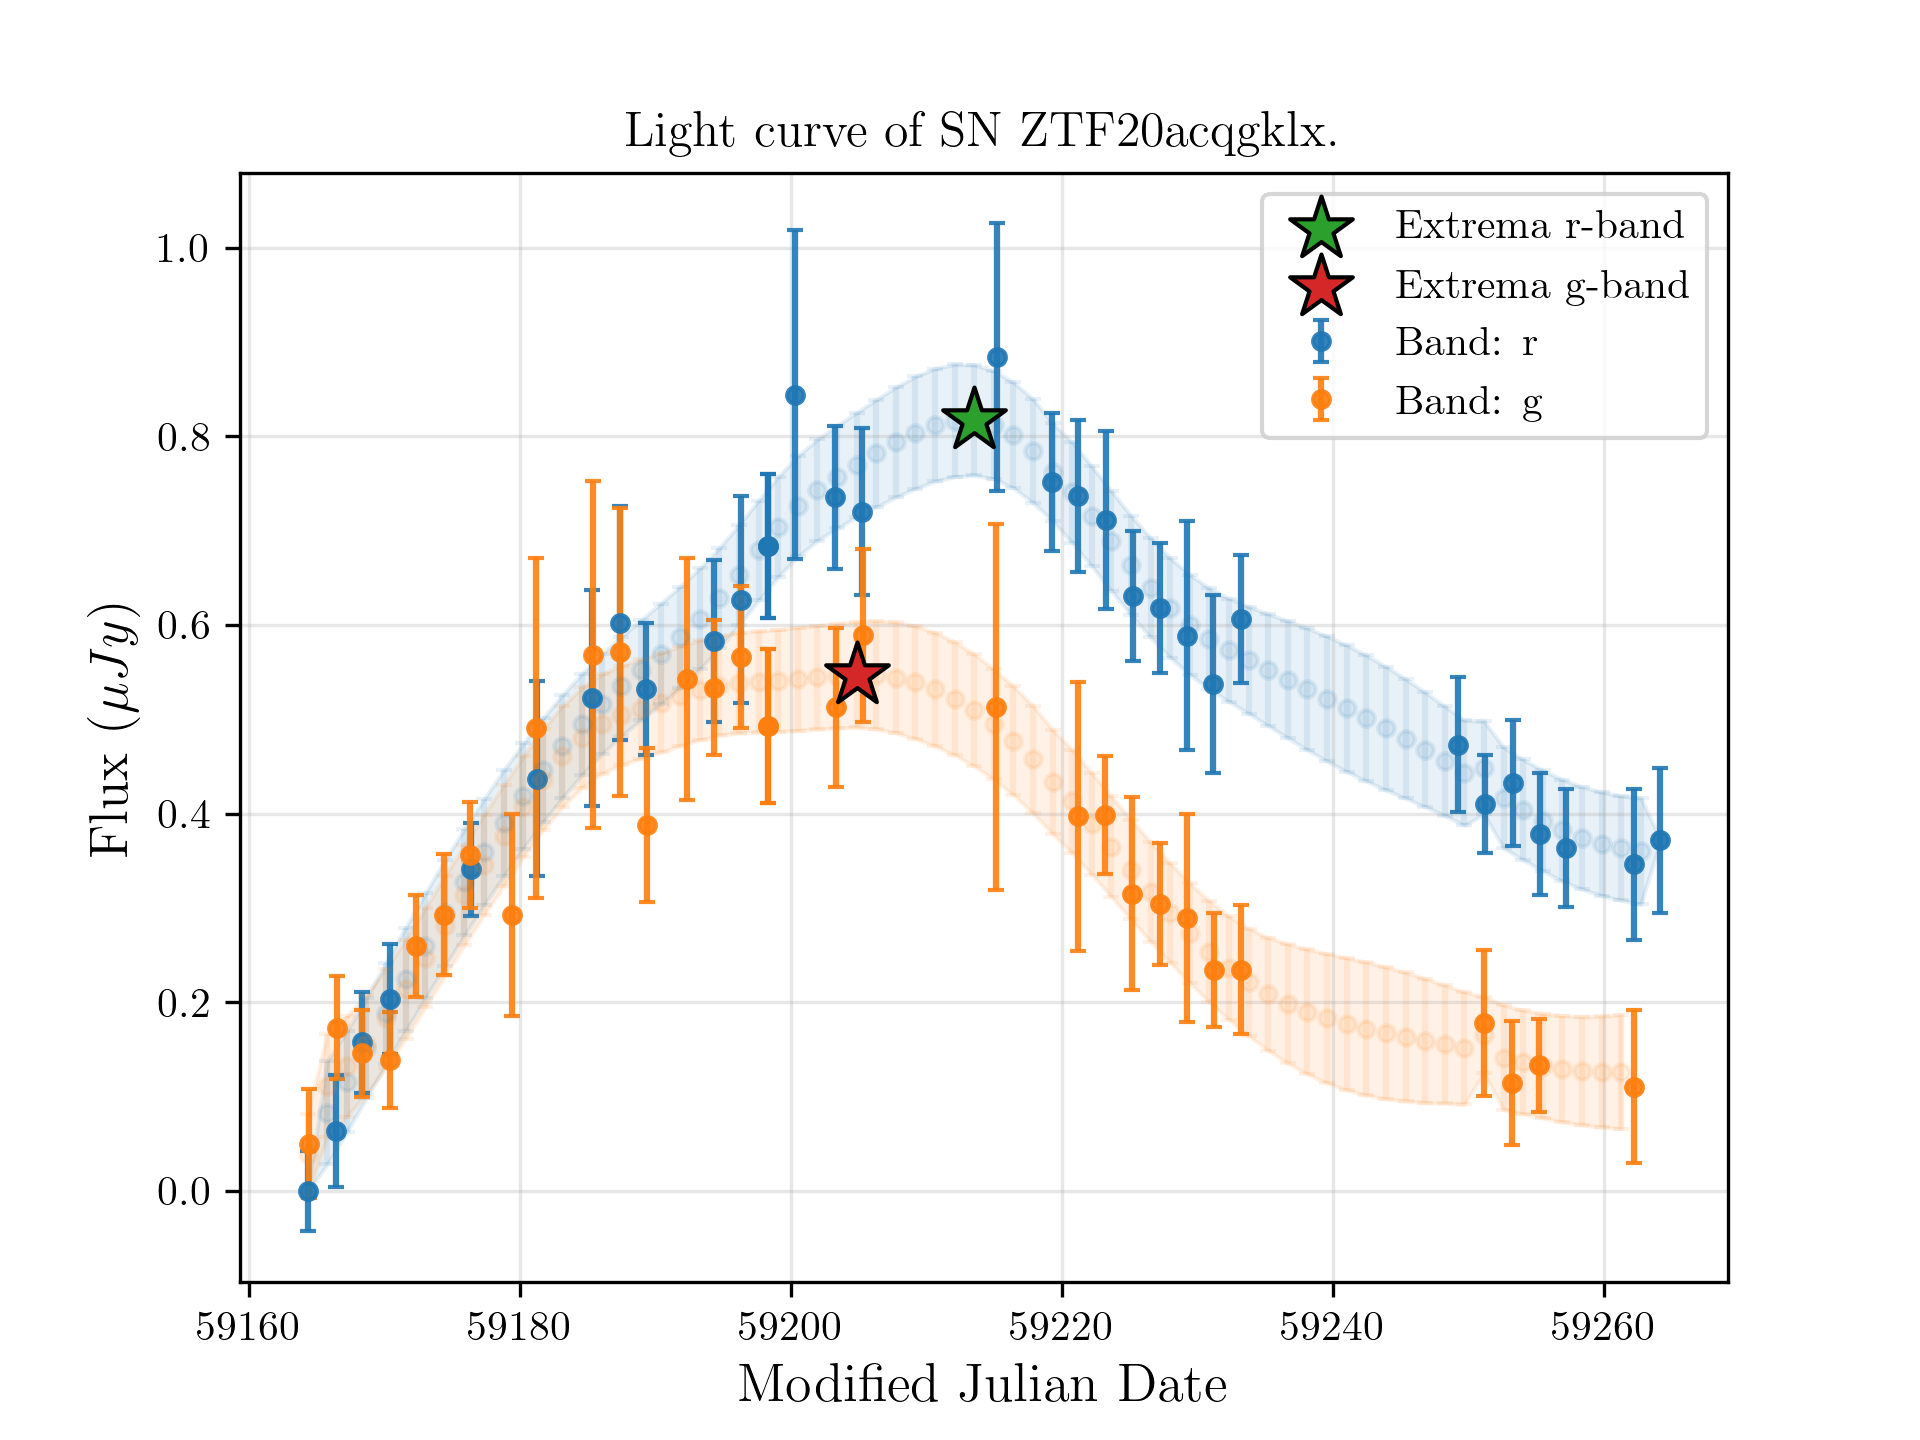 Light curve of SN ZTF20acqgklx.
Extrema r-band
Extrema g-band
Band: r
Band: g
Flux (μJy)
1.0
0.8
0.6
0.4
0.2
0.0
59160 59180 59200 59220 59240 59260
Modified Julian Date